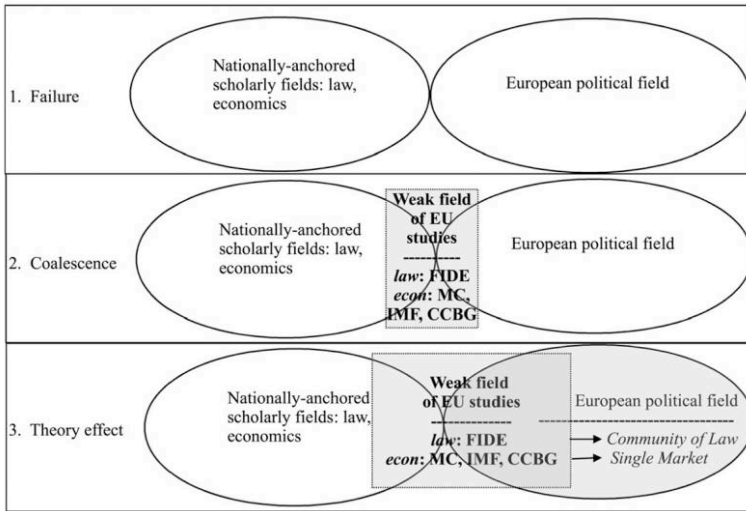 1. Failure
Nationally-anchored
scholarly fields: law,
economics
European political field
2. Coalescence
Nationally-anchored
scholarly fields: law,
economics
Weak field
of EU
studies
law: FIDE
econ: MC,
IMF, CCBG
European political field
3. Theory effect
Nationally-anchored
scholarly fields: law,
economics
Weak field
of EU studies
law: FIDE
econ: MC, IMF, CCBG
European political field
Community of Law
Single Market